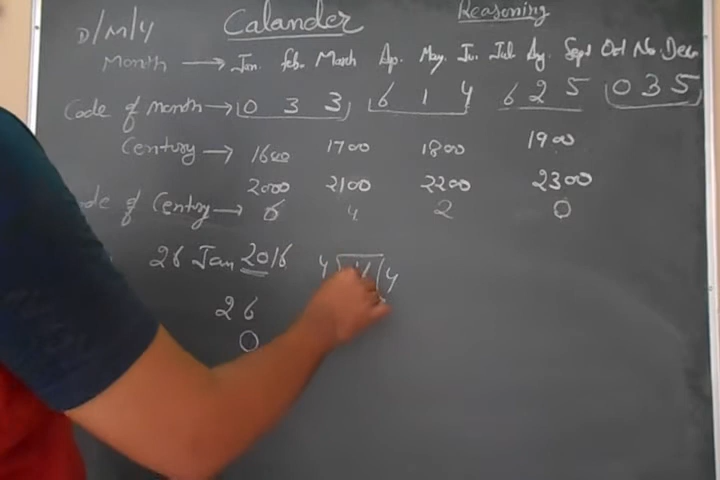 D/M/Y Calander Reasoning
Month → Jan. feb. March Ap. May. Ju. Jul Ag. Sept Oct No. Dec.
Code of Month → 0 3 3 6 1 4 6 2 5 0 3 5
Century → 1600 1700 1800 1900
2000 2100 2200 2300
de of Century → 6 4 2 0
26 Jan 2016 4 4
26
0